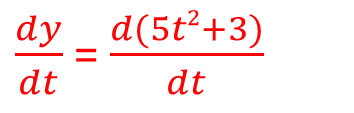 dy/dt = d(5t²+3)/dt